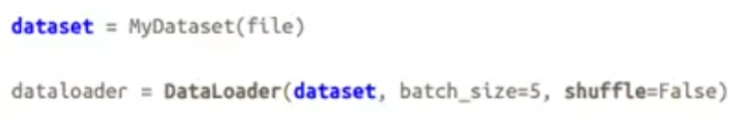 dataset = MyDataset(file)
dataloader = DataLoader(dataset, batch_size=5, shuffle=False)